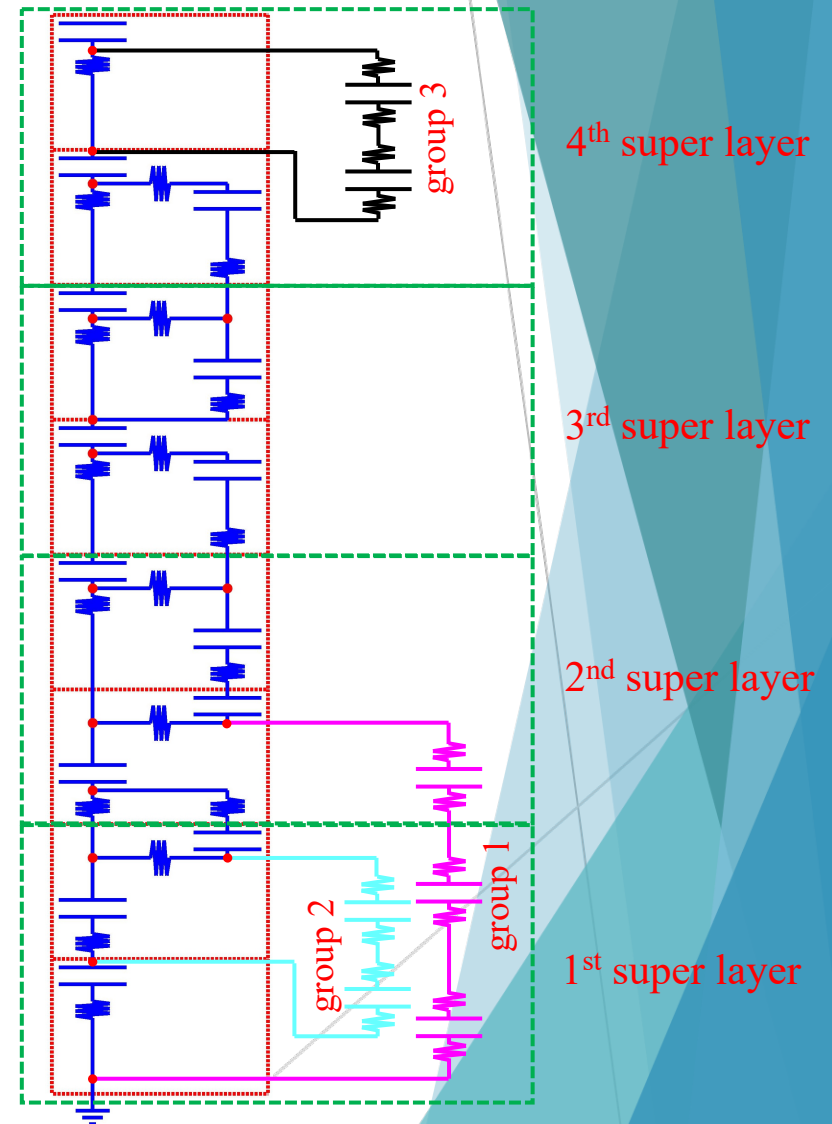 group 3
4th super layer
3rd super layer
2nd super layer
group 1
group 2
1st super layer